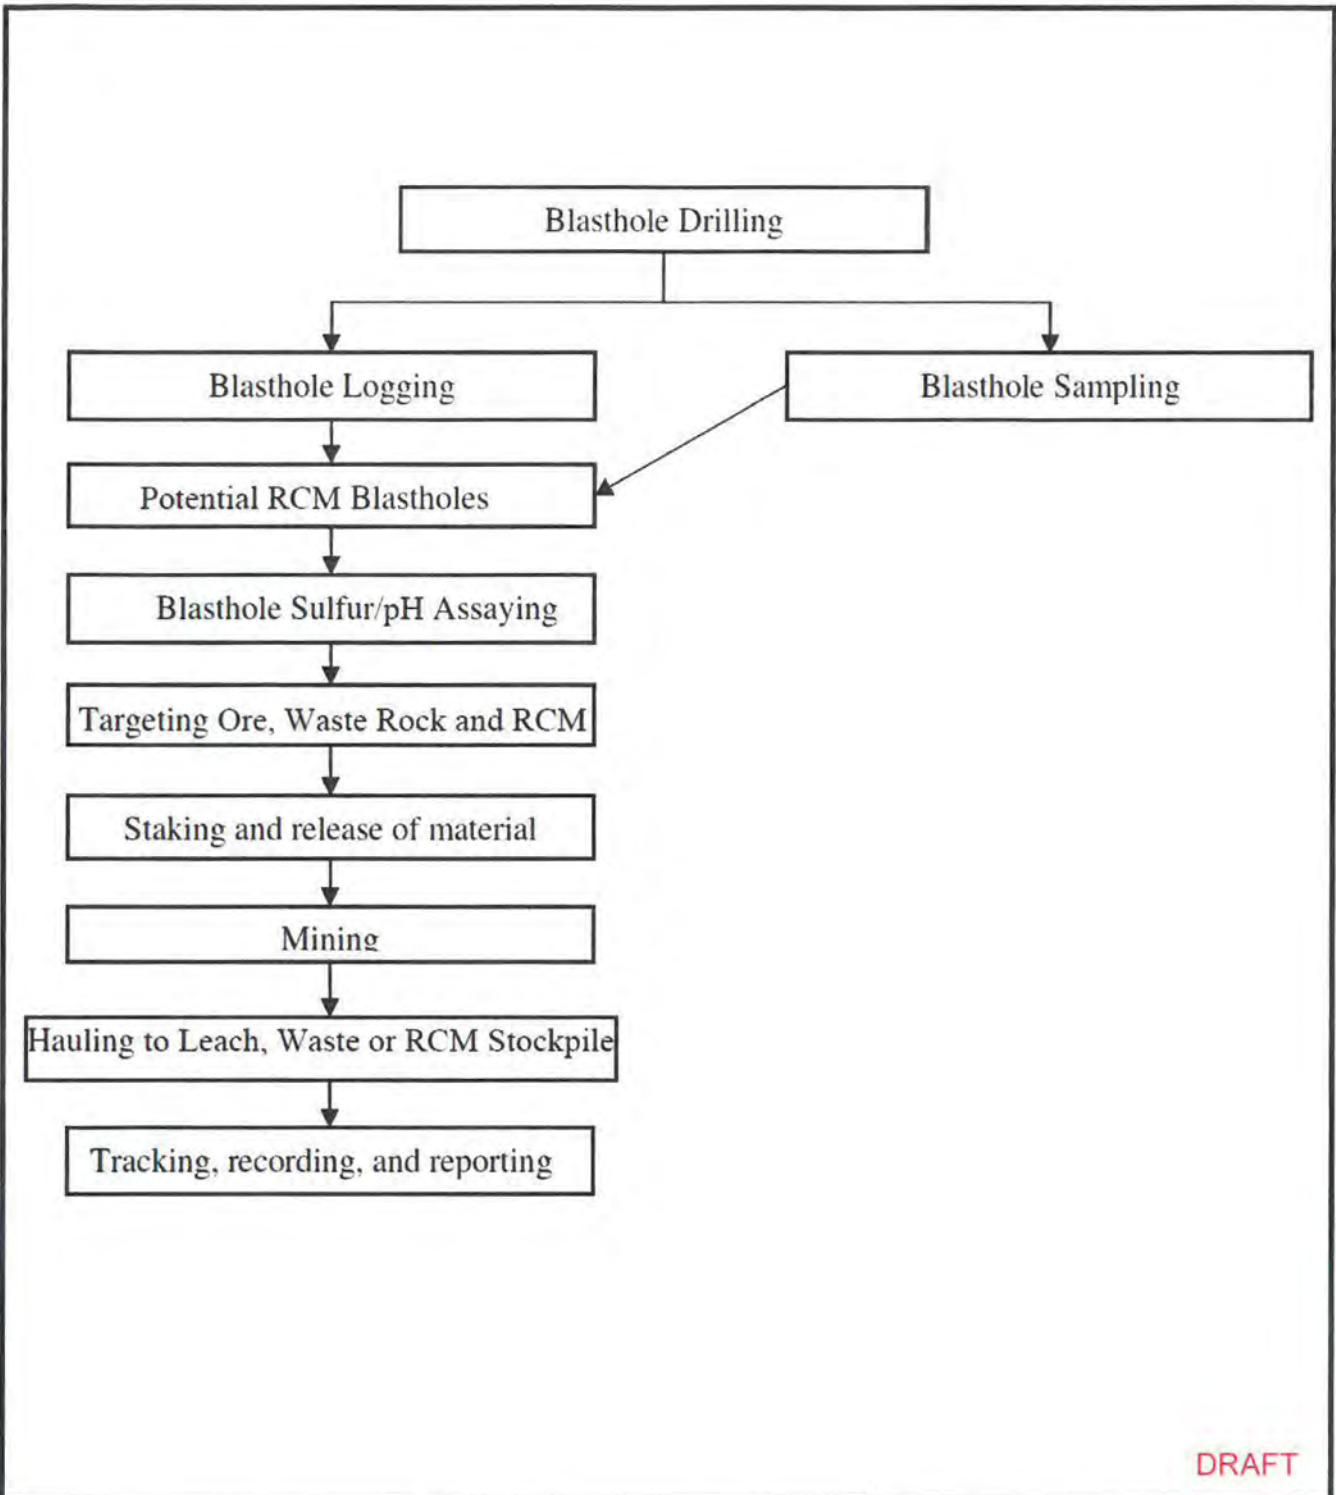 Blasthole Drilling
Blasthole Logging
Blasthole Sampling
Potential RCM Blastholes
Blasthole Sulfur/pH Assaying
Targeting Ore, Waste Rock and RCM
Staking and release of material
Mining
Hauling to Leach, Waste or RCM Stockpile
Tracking, recording, and reporting
DRAFT